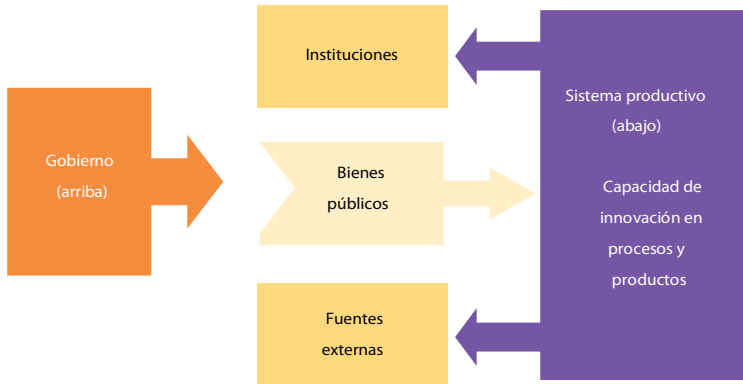 Gobierno
(arriba)
Instituciones
Bienes
públicos
Fuentes
externas
Sistema productivo
(abajo)
Capacidad de
innovación en
procesos y
productos